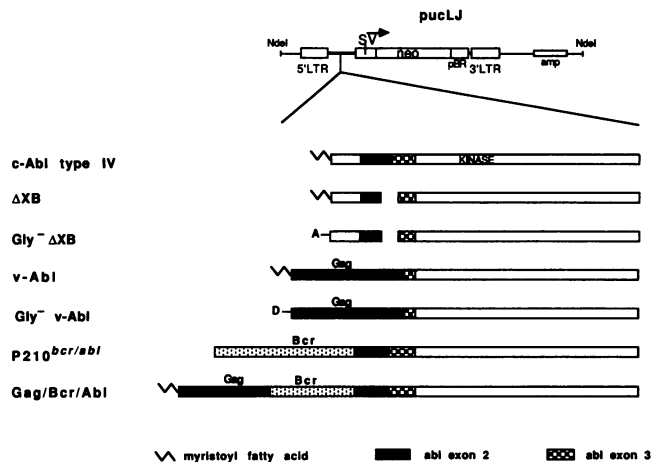 pucLJ
NdeI
5'LTR
SV
neo
pBR
3'LTR
amp
NdeI
c-Abl type IV
KINASE
ΔXB
Gly⁻ ΔXB
A
v-Abl
Gag
Gly⁻ v-Abl
D
Gag
P210bcr/abl
Bcr
Gag/Bcr/Abl
Gag
Bcr
myristoyl fatty acid
abl exon 2
abl exon 3